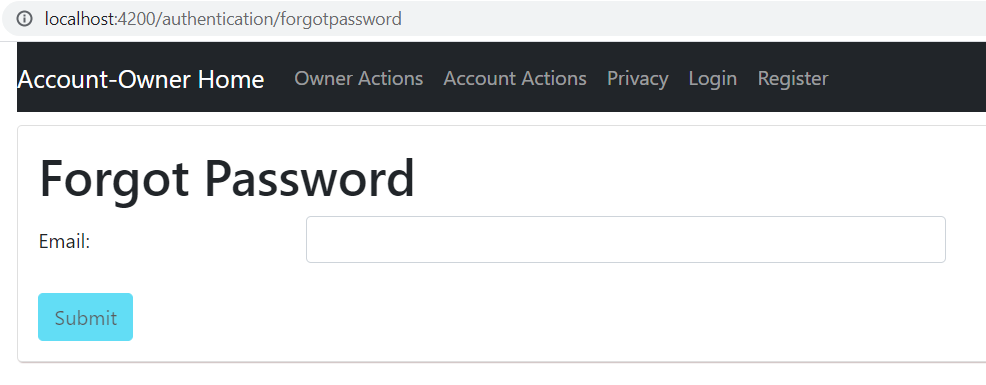 localhost:4200/authentication/forgotpassword
Account-Owner Home Owner Actions Account Actions Privacy Login Register
Forgot Password
Email:
Submit